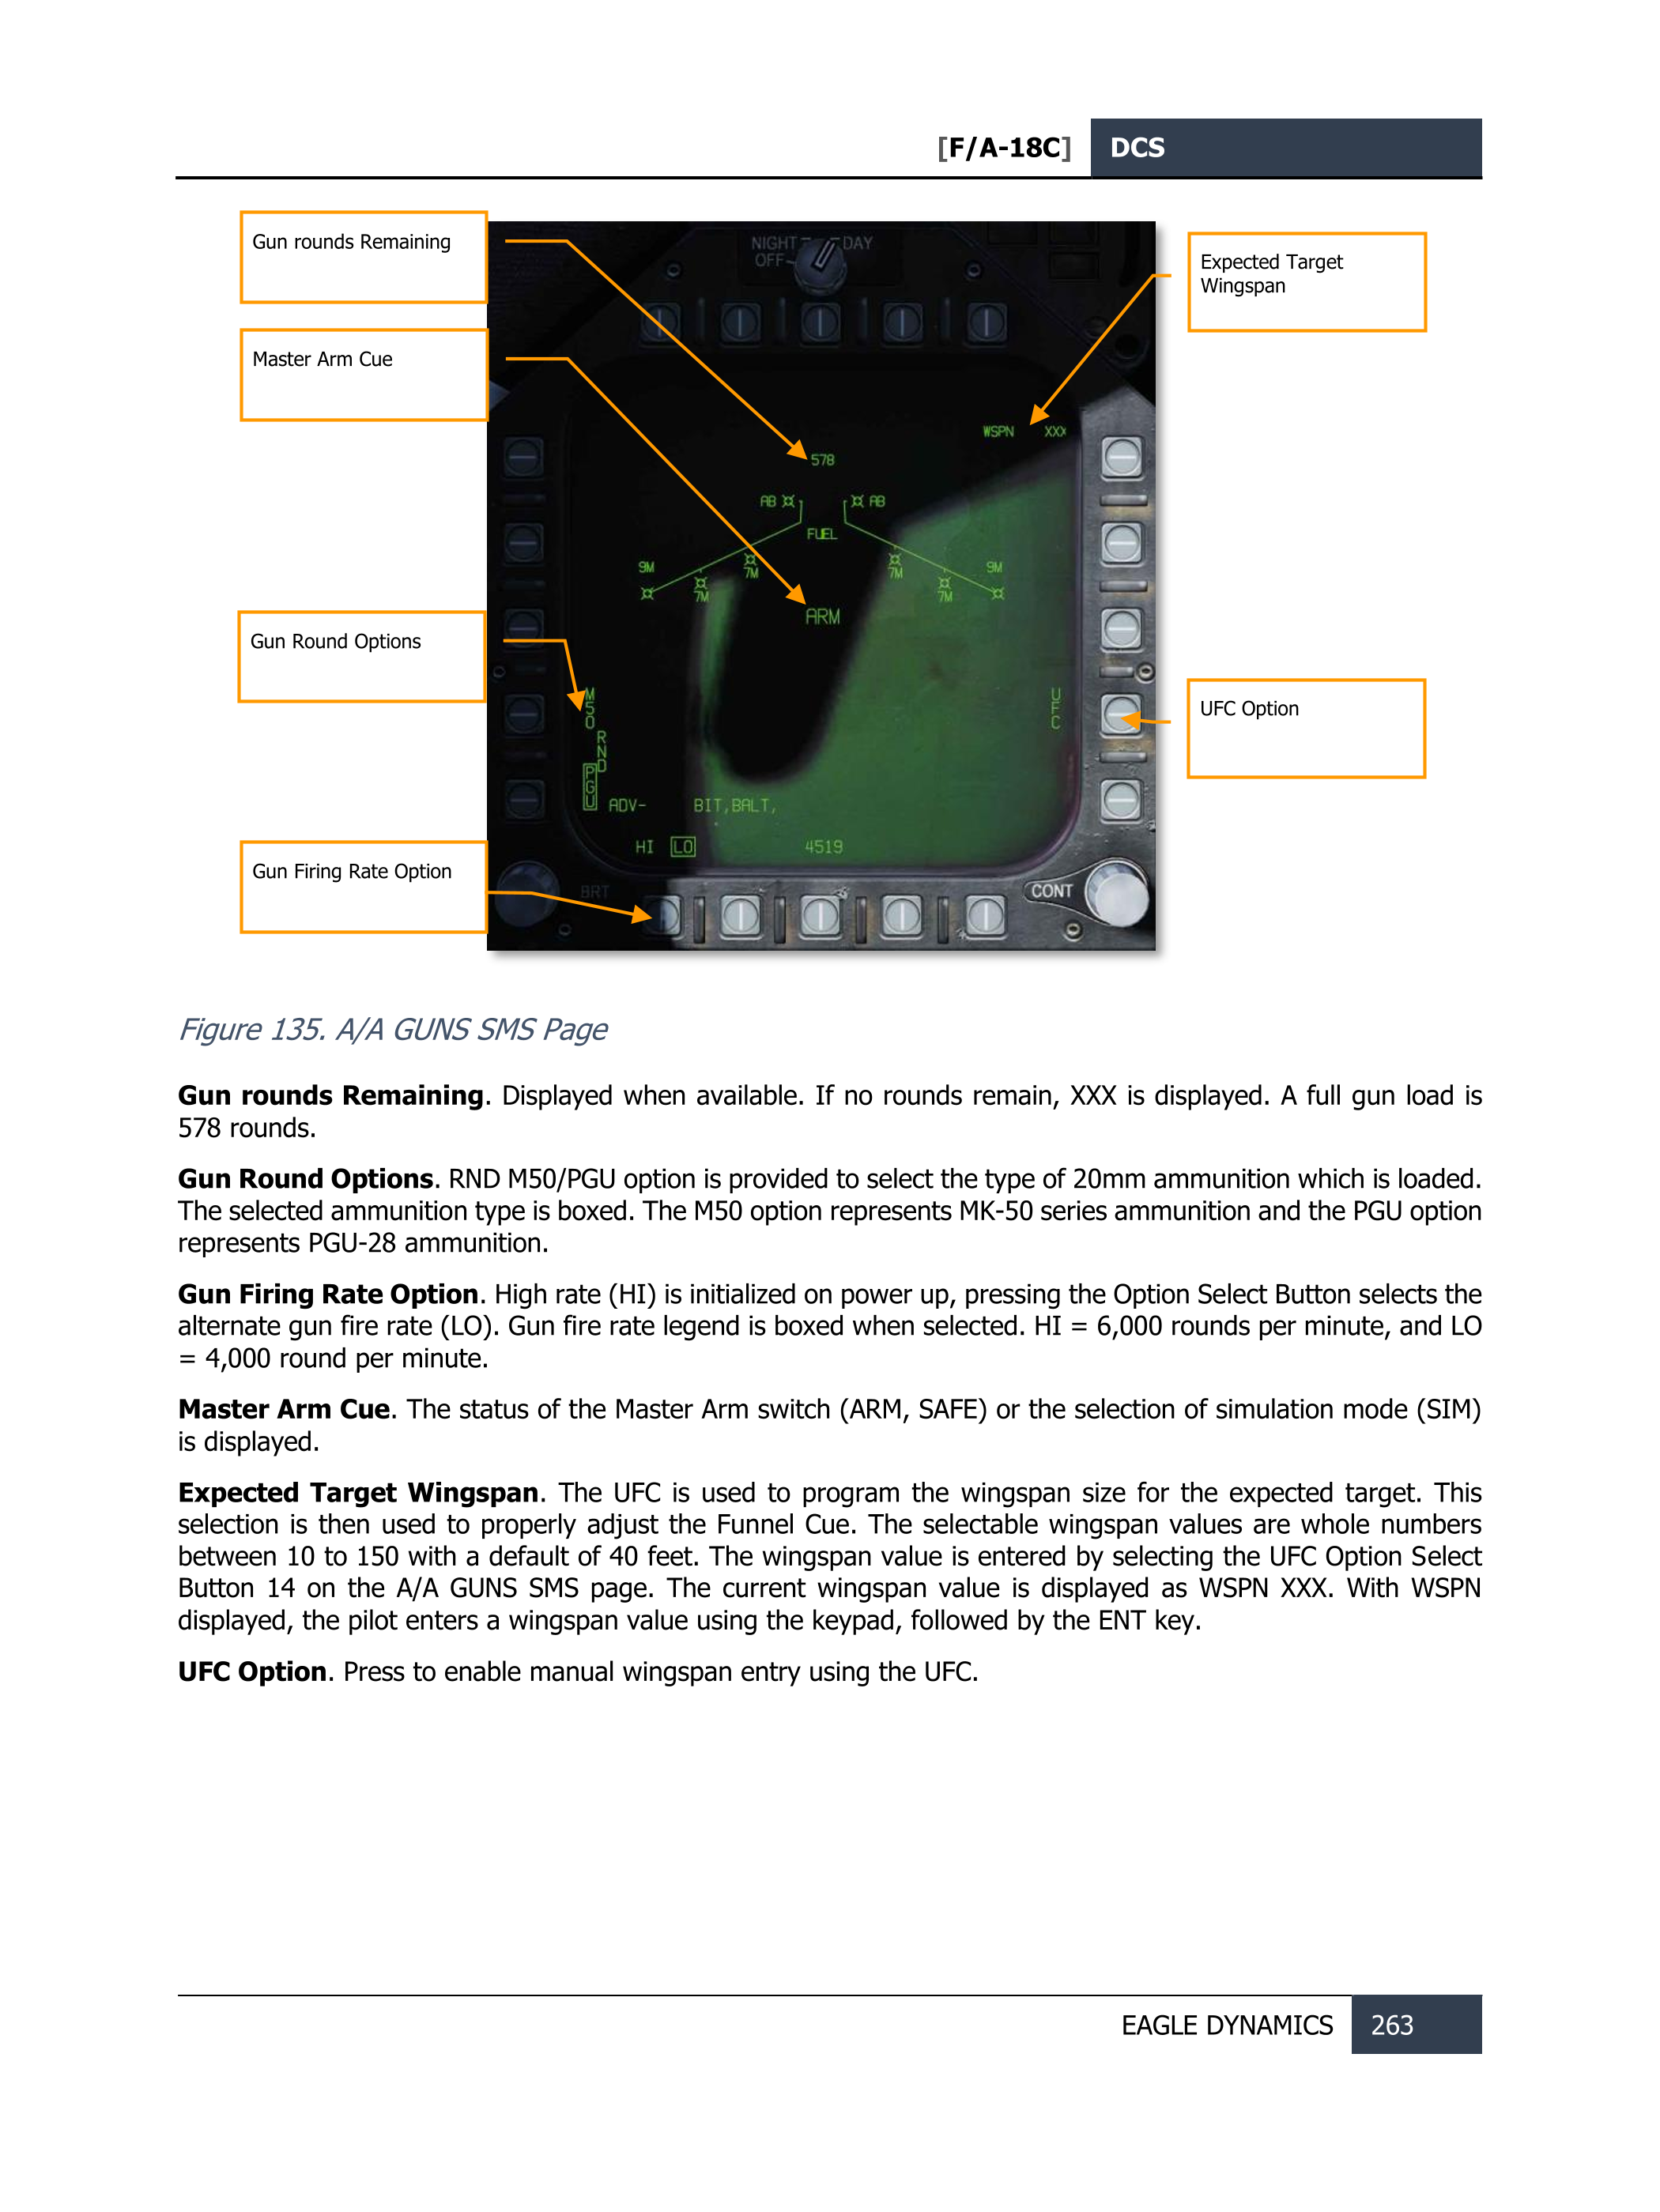 [F/A-18C] DCS
Gun rounds Remaining
Master Arm Cue
Gun Round Options
Gun Firing Rate Option
Expected Target
Wingspan
UFC Option
NIGHT DAY
OFF
WSPN XXX
578
AB AB
FUEL
9M 7M 7M 9M
7M 7M
ARM
M50
RND
PGU
UFC
ADV- BIT,BALT,
HI LO 4519
BRT CONT
Figure 135. A/A GUNS SMS Page
Gun rounds Remaining. Displayed when available. If no rounds remain, XXX is displayed. A full gun load is
578 rounds.
Gun Round Options. RND M50/PGU option is provided to select the type of 20mm ammunition which is loaded.
The selected ammunition type is boxed. The M50 option represents MK-50 series ammunition and the PGU option
represents PGU-28 ammunition.
Gun Firing Rate Option. High rate (HI) is initialized on power up, pressing the Option Select Button selects the
alternate gun fire rate (LO). Gun fire rate legend is boxed when selected. HI = 6,000 rounds per minute, and LO
= 4,000 round per minute.
Master Arm Cue. The status of the Master Arm switch (ARM, SAFE) or the selection of simulation mode (SIM)
is displayed.
Expected Target Wingspan. The UFC is used to program the wingspan size for the expected target. This
selection is then used to properly adjust the Funnel Cue. The selectable wingspan values are whole numbers
between 10 to 150 with a default of 40 feet. The wingspan value is entered by selecting the UFC Option Select
Button 14 on the A/A GUNS SMS page. The current wingspan value is displayed as WSPN XXX. With WSPN
displayed, the pilot enters a wingspan value using the keypad, followed by the ENT key.
UFC Option. Press to enable manual wingspan entry using the UFC.
EAGLE DYNAMICS 263